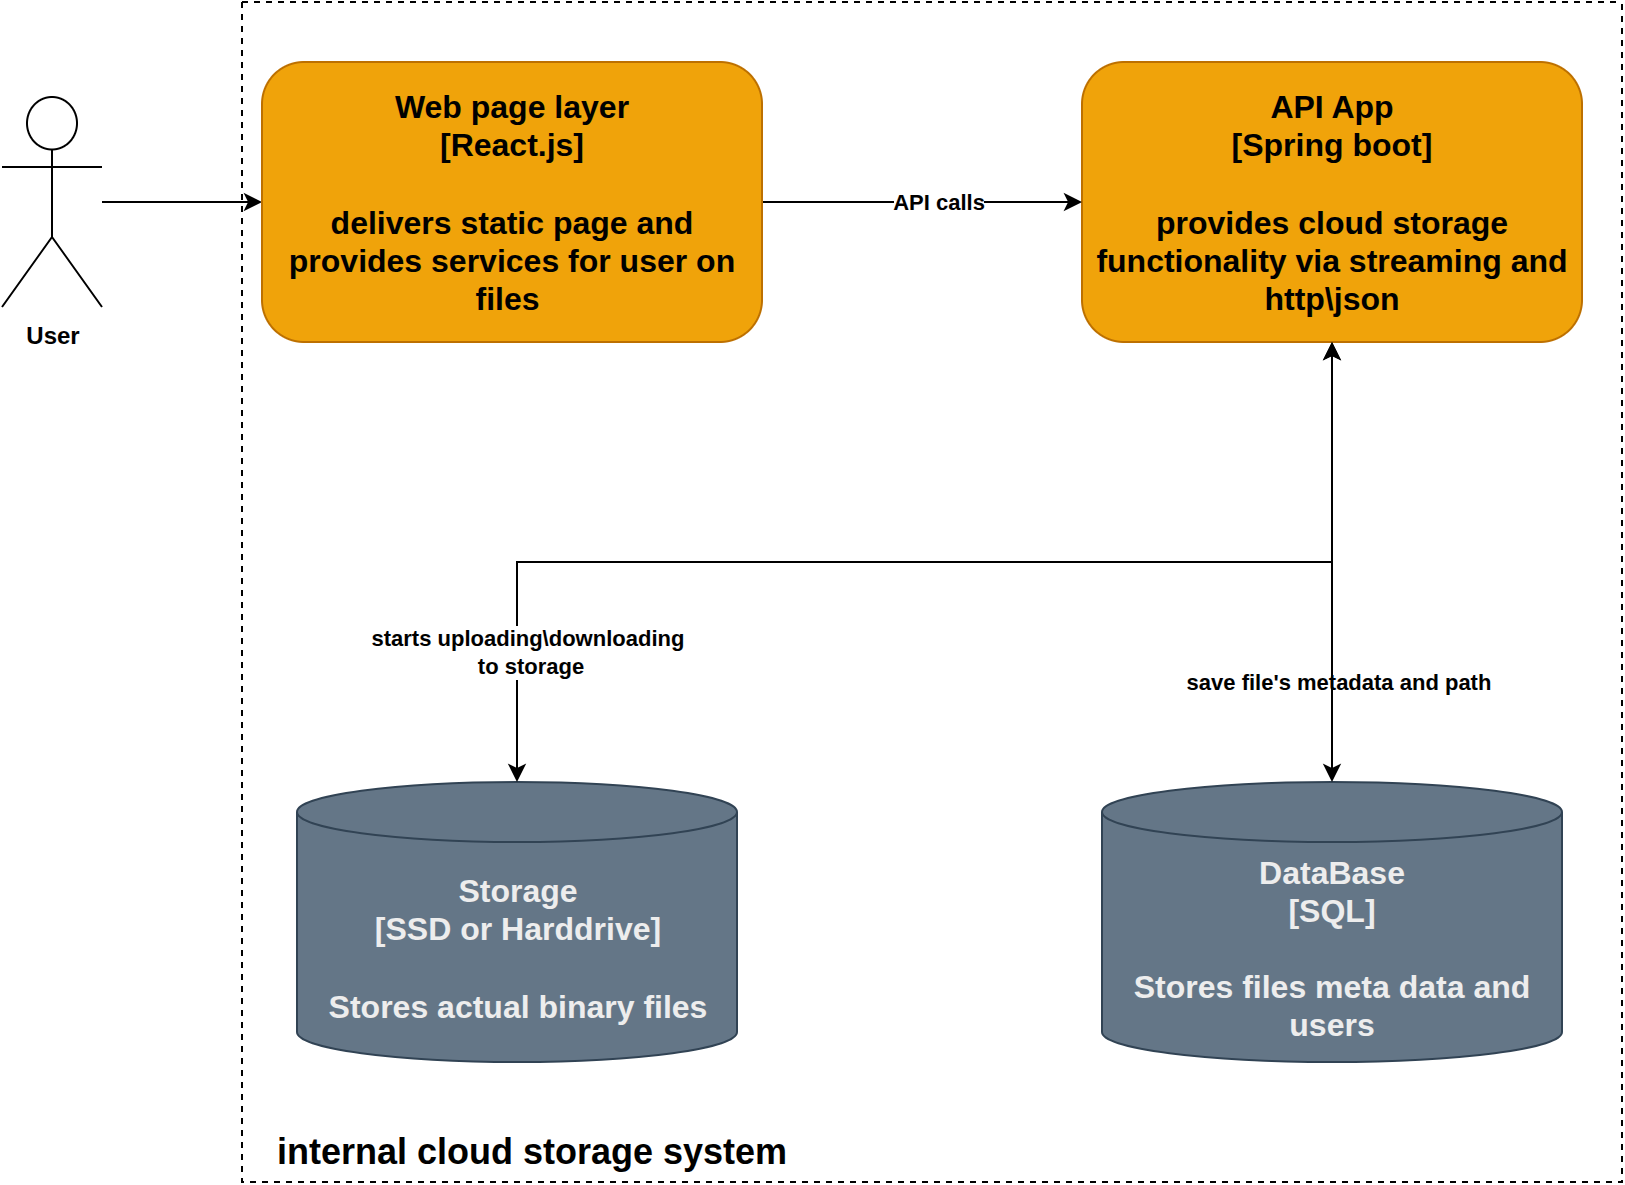 User
Web page layer
[React.js]
delivers static page and
provides services for user on
files
API calls
API App
[Spring boot]
provides cloud storage
functionality via streaming and
http\json
starts uploading\downloading
to storage
save file's metadata and path
Storage
[SSD or Harddrive]
Stores actual binary files
DataBase
[SQL]
Stores files meta data and
users
internal cloud storage system